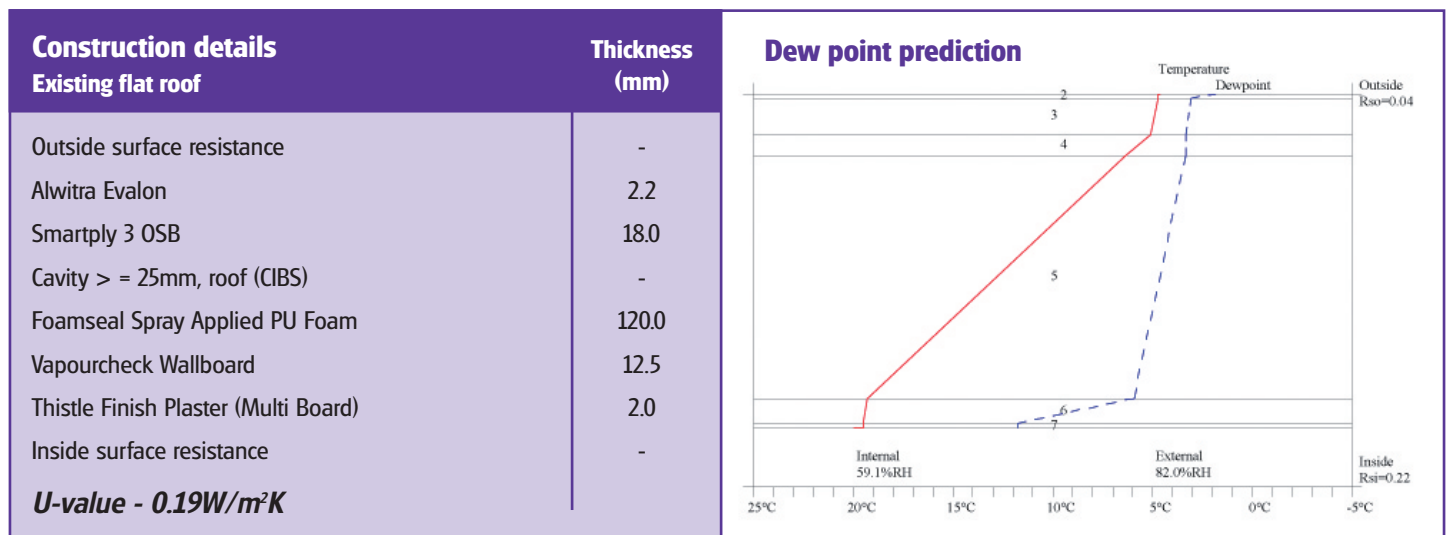 Construction details
Existing flat roof
Thickness
(mm)
Outside surface resistance -
Alwitra Evalon 2.2
Smartply 3 OSB 18.0
Cavity > = 25mm, roof (CIBS) -
Foamseal Spray Applied PU Foam 120.0
Vapourcheck Wallboard 12.5
Thistle Finish Plaster (Multi Board) 2.0
Inside surface resistance -
U-value - 0.19W/m²K
Dew point prediction
Temperature
Dewpoint
Outside
Rso=0.04
2
3
4
5
6
7
Internal
59.1%RH
External
82.0%RH
Inside
Rsi=0.22
25°C 20°C 15°C 10°C 5°C 0°C -5°C